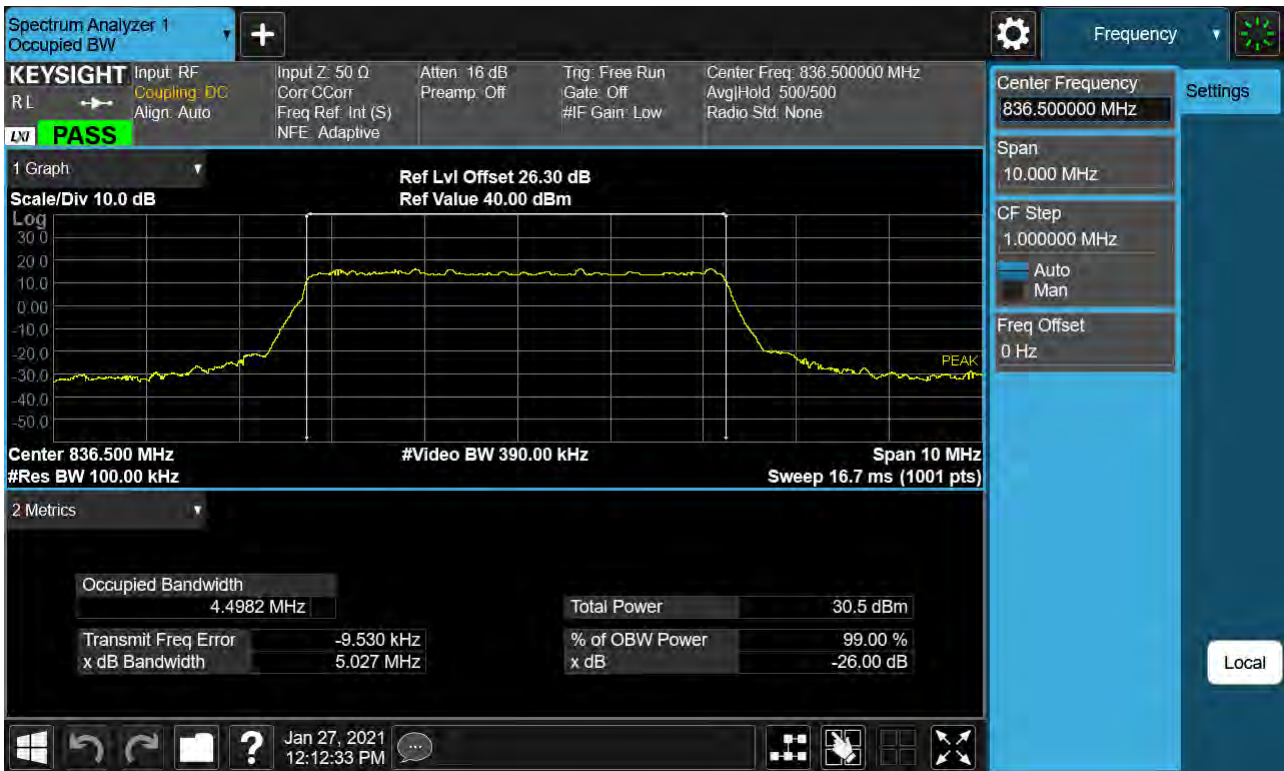 Spectrum Analyzer 1
Occupied BW
+
Frequency
KEYSIGHT
R L
LXI
PASS
Input: RF
Coupling: DC
Align: Auto
Input Z: 50 Ω
Corr CCorr
Freq Ref: Int (S)
NFE: Adaptive
Atten: 16 dB
Preamp: Off
Trig: Free Run
Gate: Off
#IF Gain: Low
Center Freq: 836.500000 MHz
Avg|Hold: 500/500
Radio Std: None
Center Frequency
836.500000 MHz
Settings
Span
10.000 MHz
CF Step
1.000000 MHz
Auto
Man
Freq Offset
0 Hz
1 Graph
Scale/Div 10.0 dB
Ref Lvl Offset 26.30 dB
Ref Value 40.00 dBm
Log
30.0
20.0
10.0
0.00
-10.0
-20.0
-30.0
-40.0
-50.0
PEAK
Center 836.500 MHz
#Video BW 390.00 kHz
Span 10 MHz
#Res BW 100.00 kHz
Sweep 16.7 ms (1001 pts)
2 Metrics
Occupied Bandwidth
4.4982 MHz
Total Power 30.5 dBm
Transmit Freq Error -9.530 kHz
% of OBW Power 99.00 %
x dB Bandwidth 5.027 MHz
x dB -26.00 dB
Local
?
Jan 27, 2021
12:12:33 PM